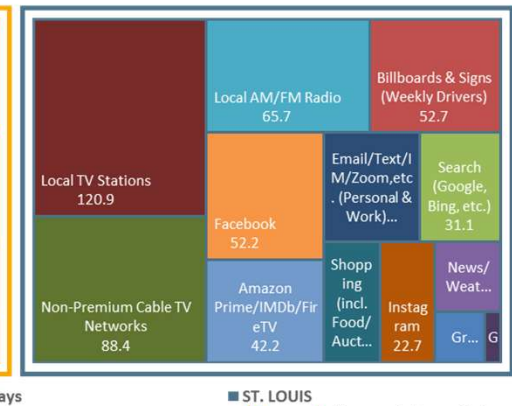 Local TV Stations
120.9
Non-Premium Cable TV
Networks
88.4
Local AM/FM Radio
65.7
Billboards & Signs
(Weekly Drivers)
52.7
Facebook
52.2
Amazon
Prime/IMDb/Fir
eTV
42.2
Email/Text/I
M/Zoom,etc
. (Personal &
Work)...
Search
(Google,
Bing, etc.)
31.1
Shopp
ing
(incl.
Food/
Auct...
Instag
ram
22.7
News/
Weat...
Gr...
G
ays
ST. LOUIS